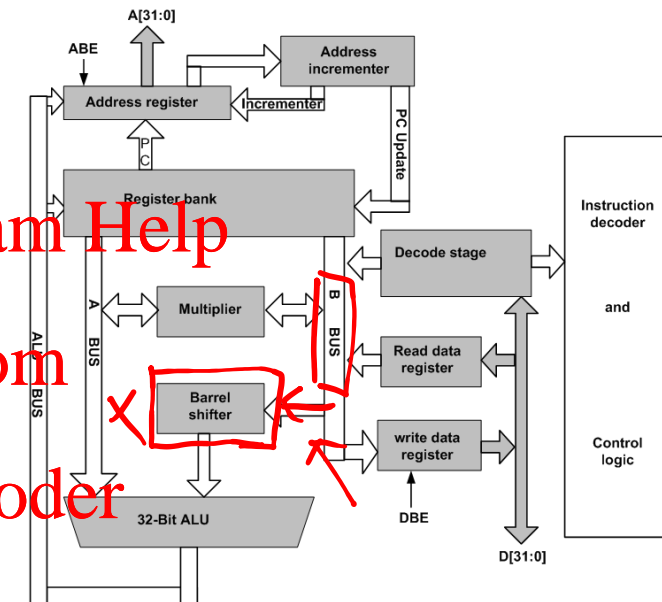 A[31:0]
ABE
Address
incrementer
Address register
Incrementer
PC Update
PC
Register bank
am Help
Instruction
decoder
Decode stage
A BUS
Multiplier
B BUS
and
ALU BUS
om
Read data
register
Barrel
shifter
X
write data
register
Control
logic
oder
32-Bit ALU
DBE
D[31:0]